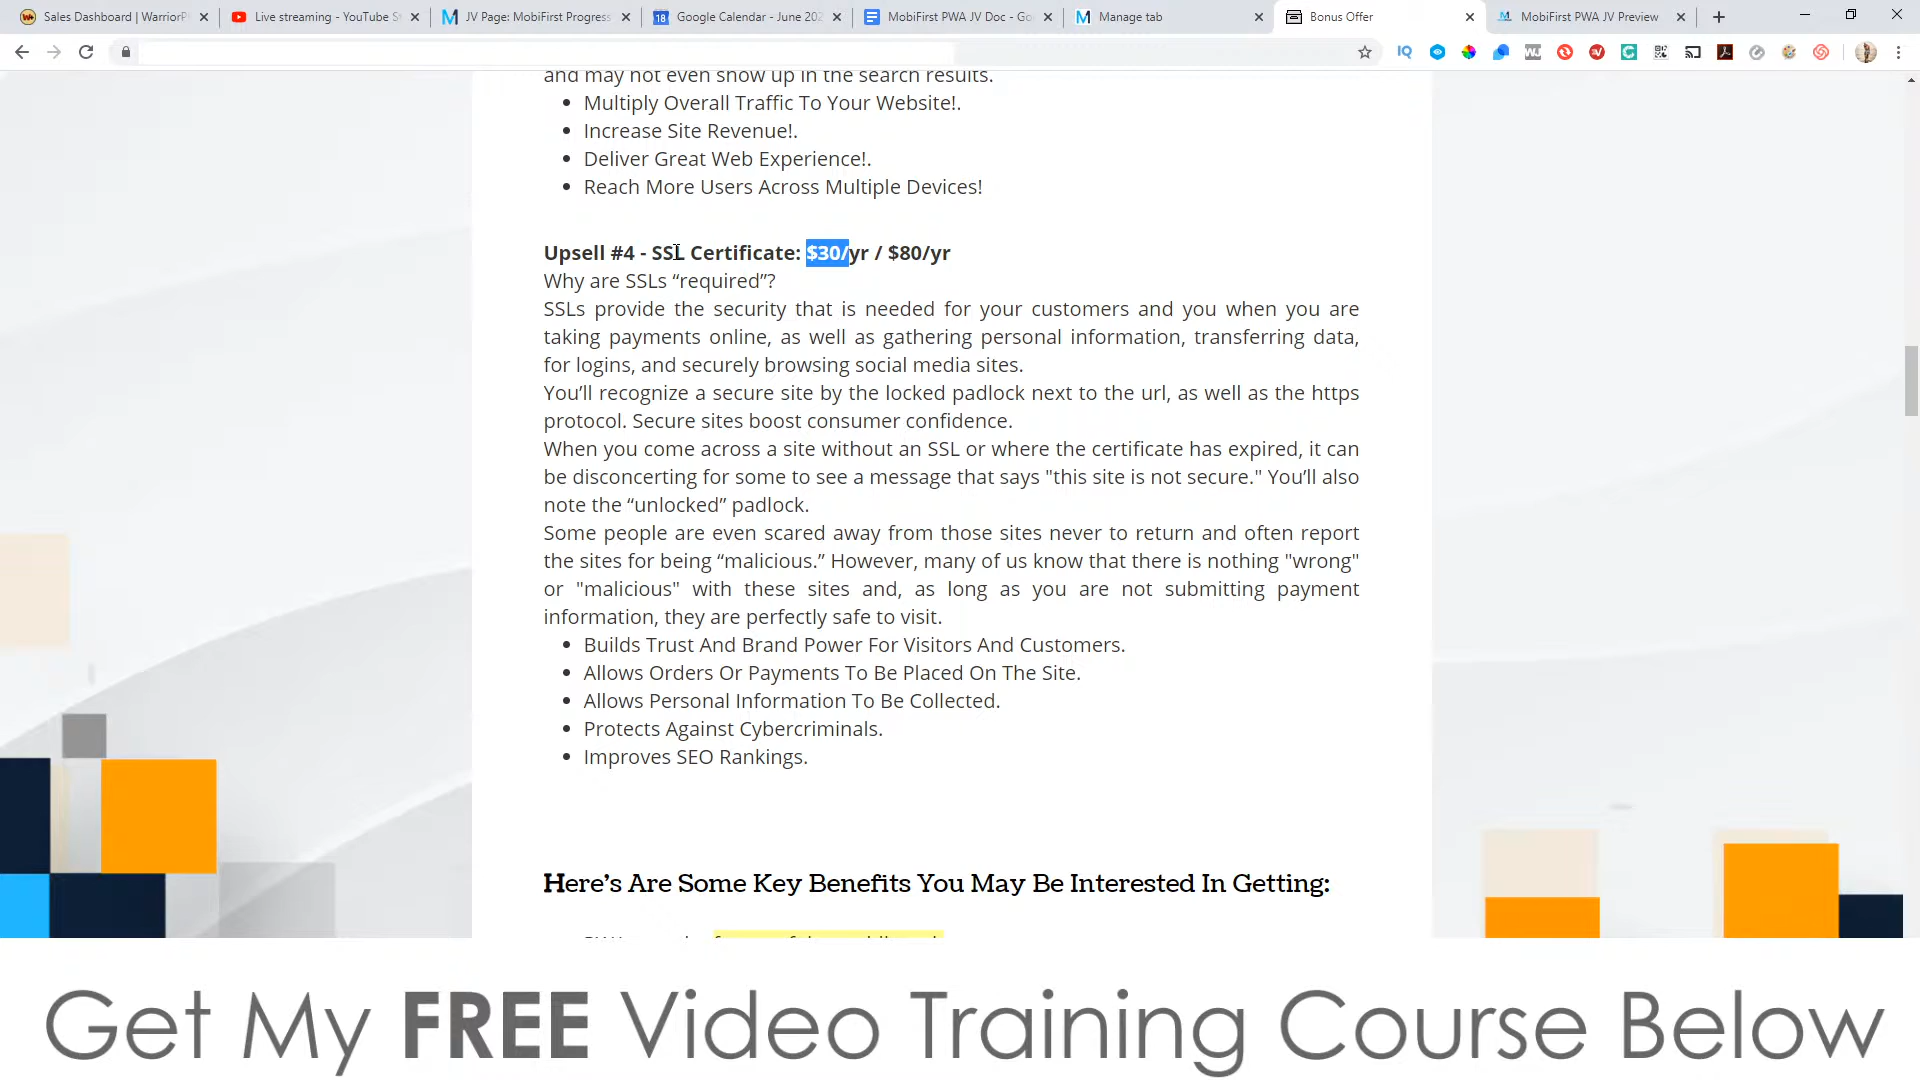 Sales Dashboard | WarriorP
Live streaming - YouTube S
JV Page: MobiFirst Progress
Google Calendar - June 202
MobiFirst PWA JV Doc - Go
Manage tab
Bonus Offer
MobiFirst PWA JV Preview
and may not even show up in the search results.
• Multiply Overall Traffic To Your Website!.
• Increase Site Revenue!.
• Deliver Great Web Experience!.
• Reach More Users Across Multiple Devices!
Upsell #4 - SSL Certificate: $30/yr / $80/yr
Why are SSLs “required”?
SSLs provide the security that is needed for your customers and you when you are
taking payments online, as well as gathering personal information, transferring data,
for logins, and securely browsing social media sites.
You’ll recognize a secure site by the locked padlock next to the url, as well as the https
protocol. Secure sites boost consumer confidence.
When you come across a site without an SSL or where the certificate has expired, it can
be disconcerting for some to see a message that says "this site is not secure." You’ll also
note the “unlocked” padlock.
Some people are even scared away from those sites never to return and often report
the sites for being “malicious.” However, many of us know that there is nothing "wrong"
or "malicious" with these sites and, as long as you are not submitting payment
information, they are perfectly safe to visit.
• Builds Trust And Brand Power For Visitors And Customers.
• Allows Orders Or Payments To Be Placed On The Site.
• Allows Personal Information To Be Collected.
• Protects Against Cybercriminals.
• Improves SEO Rankings.
Here’s Are Some Key Benefits You May Be Interested In Getting:
Get My FREE Video Training Course Below